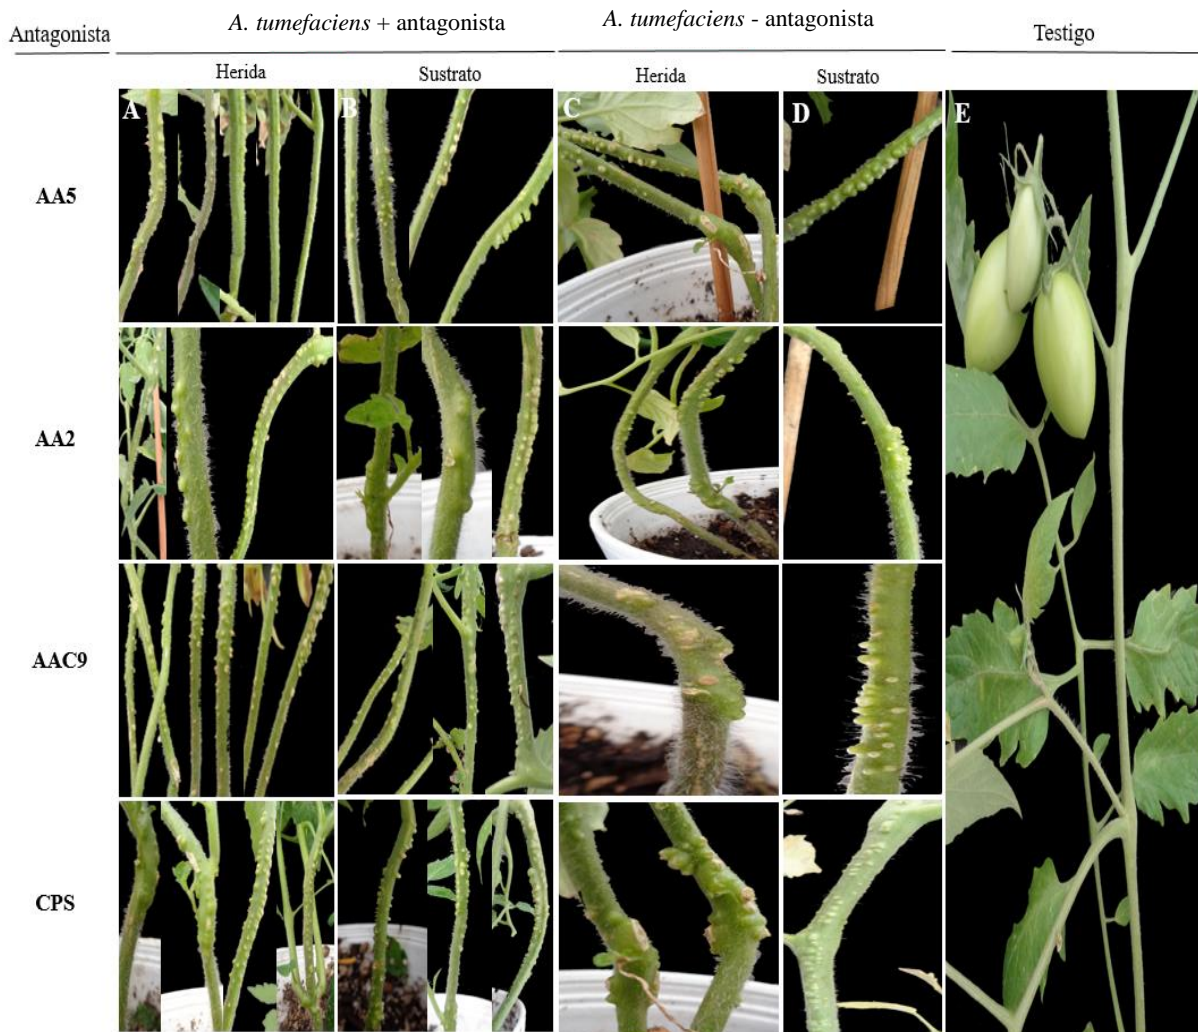 Antagonista
A. tumefaciens + antagonista
A. tumefaciens - antagonista
Testigo
Herida
Sustrato
Herida
Sustrato
A
B
C
D
E
AA5
AA2
AAC9
CPS